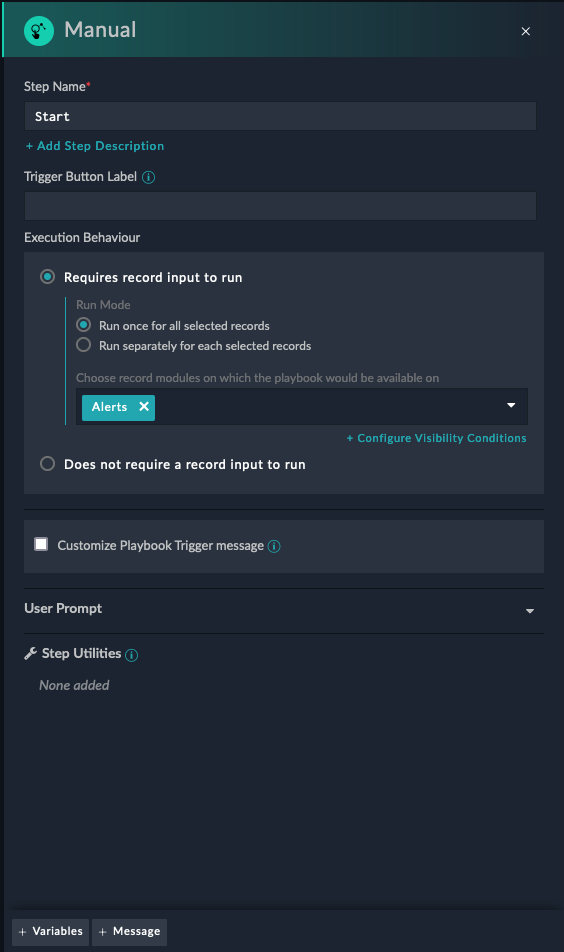 Manual
Step Name*
Start
+ Add Step Description
Trigger Button Label
Execution Behaviour
Requires record input to run
Run Mode
Run once for all selected records
Run separately for each selected records
Choose record modules on which the playbook would be available on
Alerts ✕
+ Configure Visibility Conditions
Does not require a record input to run
Customize Playbook Trigger message
User Prompt
Step Utilities
None added
+ Variables + Message